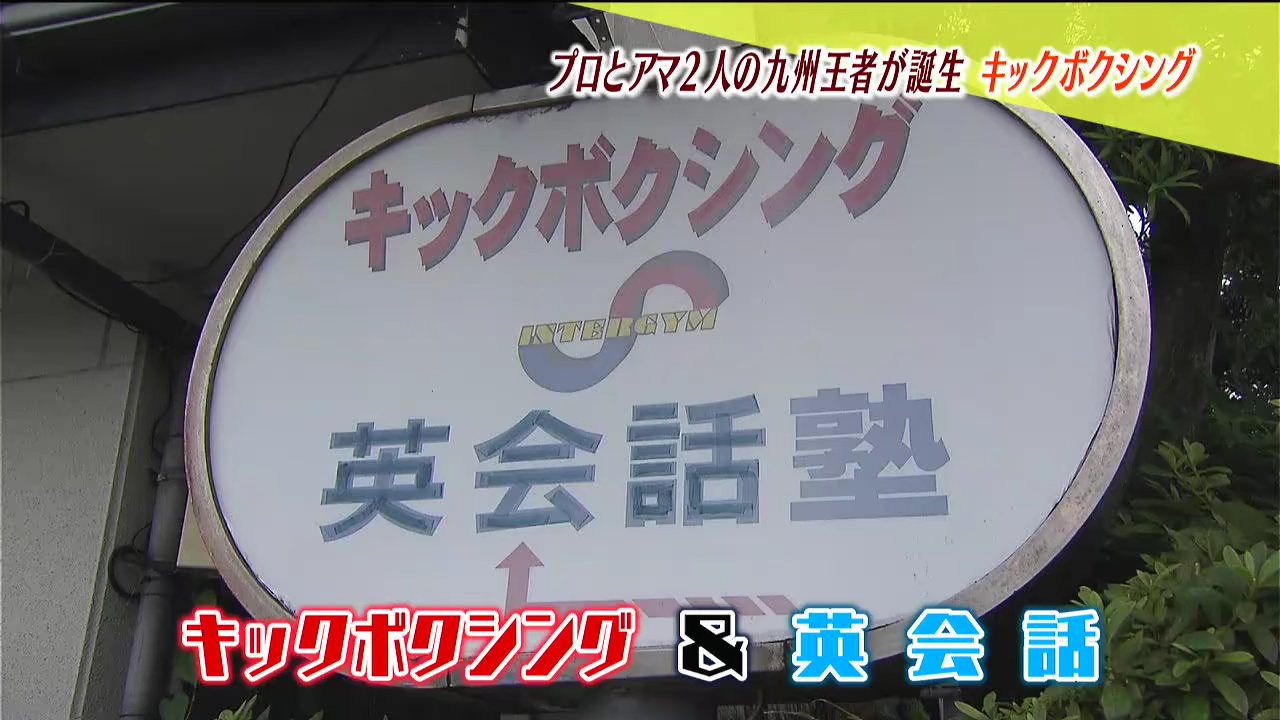 プロとアマ2人の九州王者が誕生 キックボクシング
キックボクシング
INTERGYM
英会話塾
キックボクシング & 英会話